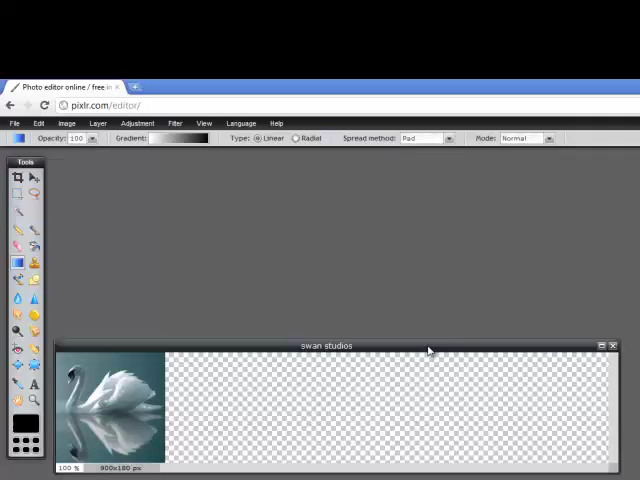 Photo editor online / free in
pixlr.com/editor/
File Edit Image Layer Adjustment Filter View Language Help
Opacity: 100 Gradient: Type: Linear Radial Spread method: Pad Mode: Normal
Tools
swan studios
100 % 900x180 px